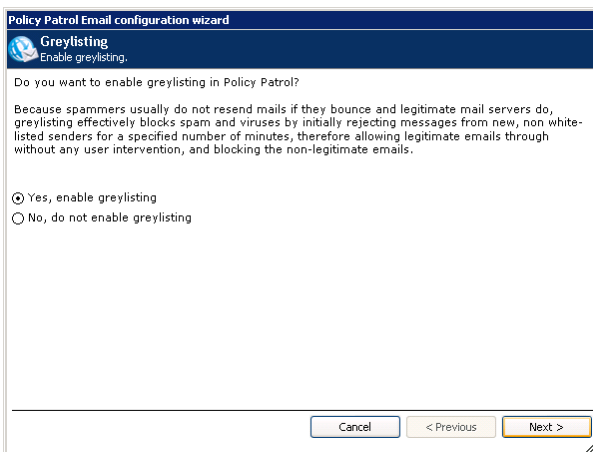 Policy Patrol Email configuration wizard
Greylisting
Enable greylisting.
Do you want to enable greylisting in Policy Patrol?
Because spammers usually do not resend mails if they bounce and legitimate mail servers do,
greylisting effectively blocks spam and viruses by initially rejecting messages from new, non white-
listed senders for a specified number of minutes, therefore allowing legitimate emails through
without any user intervention, and blocking the non-legitimate emails.
Yes, enable greylisting
No, do not enable greylisting
Cancel < Previous Next >